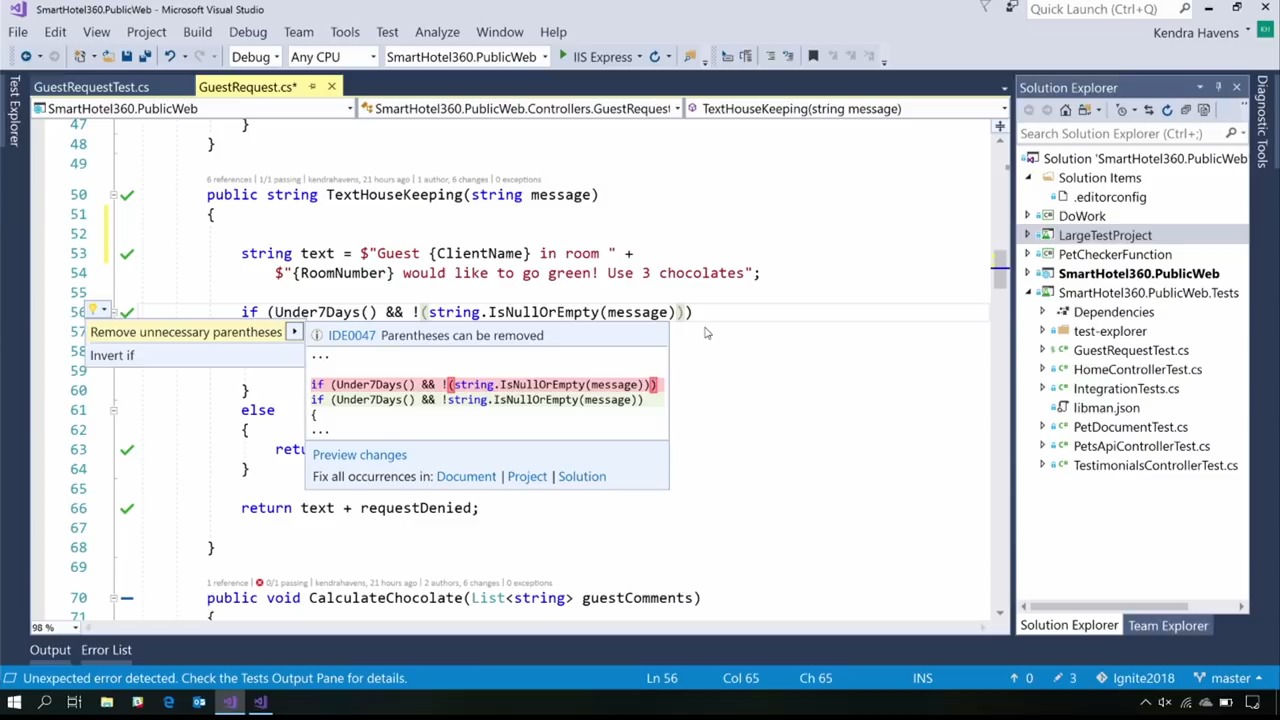 SmartHotel360.PublicWeb - Microsoft Visual Studio
Quick Launch (Ctrl+Q)
File Edit View Project Build Debug Team Tools Test Analyze Window Help
Kendra Havens KH
Debug Any CPU SmartHotel360.PublicWeb IIS Express
GuestRequestTest.cs GuestRequest.cs*
SmartHotel360.PublicWeb SmartHotel360.PublicWeb.Controllers.GuestRequest TextHouseKeeping(string message)
Test Explorer
47 }
48 }
49
6 references | 1/1 passing | kendrahavens, 21 hours ago | 1 author, 6 changes | 0 exceptions
50 public string TextHouseKeeping(string message)
51 {
52
53 string text = $"Guest {ClientName} in room " +
54 $"{RoomNumber} would like to go green! Use 3 chocolates";
55
56 if (Under7Days() && !(string.IsNullOrEmpty(message)))
Remove unnecessary parentheses
Invert if
IDE0047 Parentheses can be removed
...
if (Under7Days() && !(string.IsNullOrEmpty(message)))
if (Under7Days() && !string.IsNullOrEmpty(message))
{
...
Preview changes
Fix all occurrences in: Document | Project | Solution
57
58
60 }
61 else
62 {
63 retu
64 }
65
66 return text + requestDenied;
67
68 }
69
1 reference | 0/1 passing | kendrahavens, 21 hours ago | 2 authors, 6 changes | 0 exceptions
70 public void CalculateChocolate(List<string> guestComments)
71 {
98 %
Solution Explorer
Search Solution Explorer (Ctrl+;)
Solution 'SmartHotel360.PublicWeb
Solution Items
.editorconfig
DoWork
LargeTestProject
PetCheckerFunction
SmartHotel360.PublicWeb
SmartHotel360.PublicWeb.Tests
Dependencies
test-explorer
GuestRequestTest.cs
HomeControllerTest.cs
IntegrationTests.cs
libman.json
PetDocumentTest.cs
PetsApiControllerTest.cs
TestimonialsControllerTest.cs
Solution Explorer Team Explorer
Diagnostic Tools
Output Error List
Unexpected error detected. Check the Tests Output Pane for details. Ln 56 Col 65 Ch 65 INS 0 3 Ignite2018 master